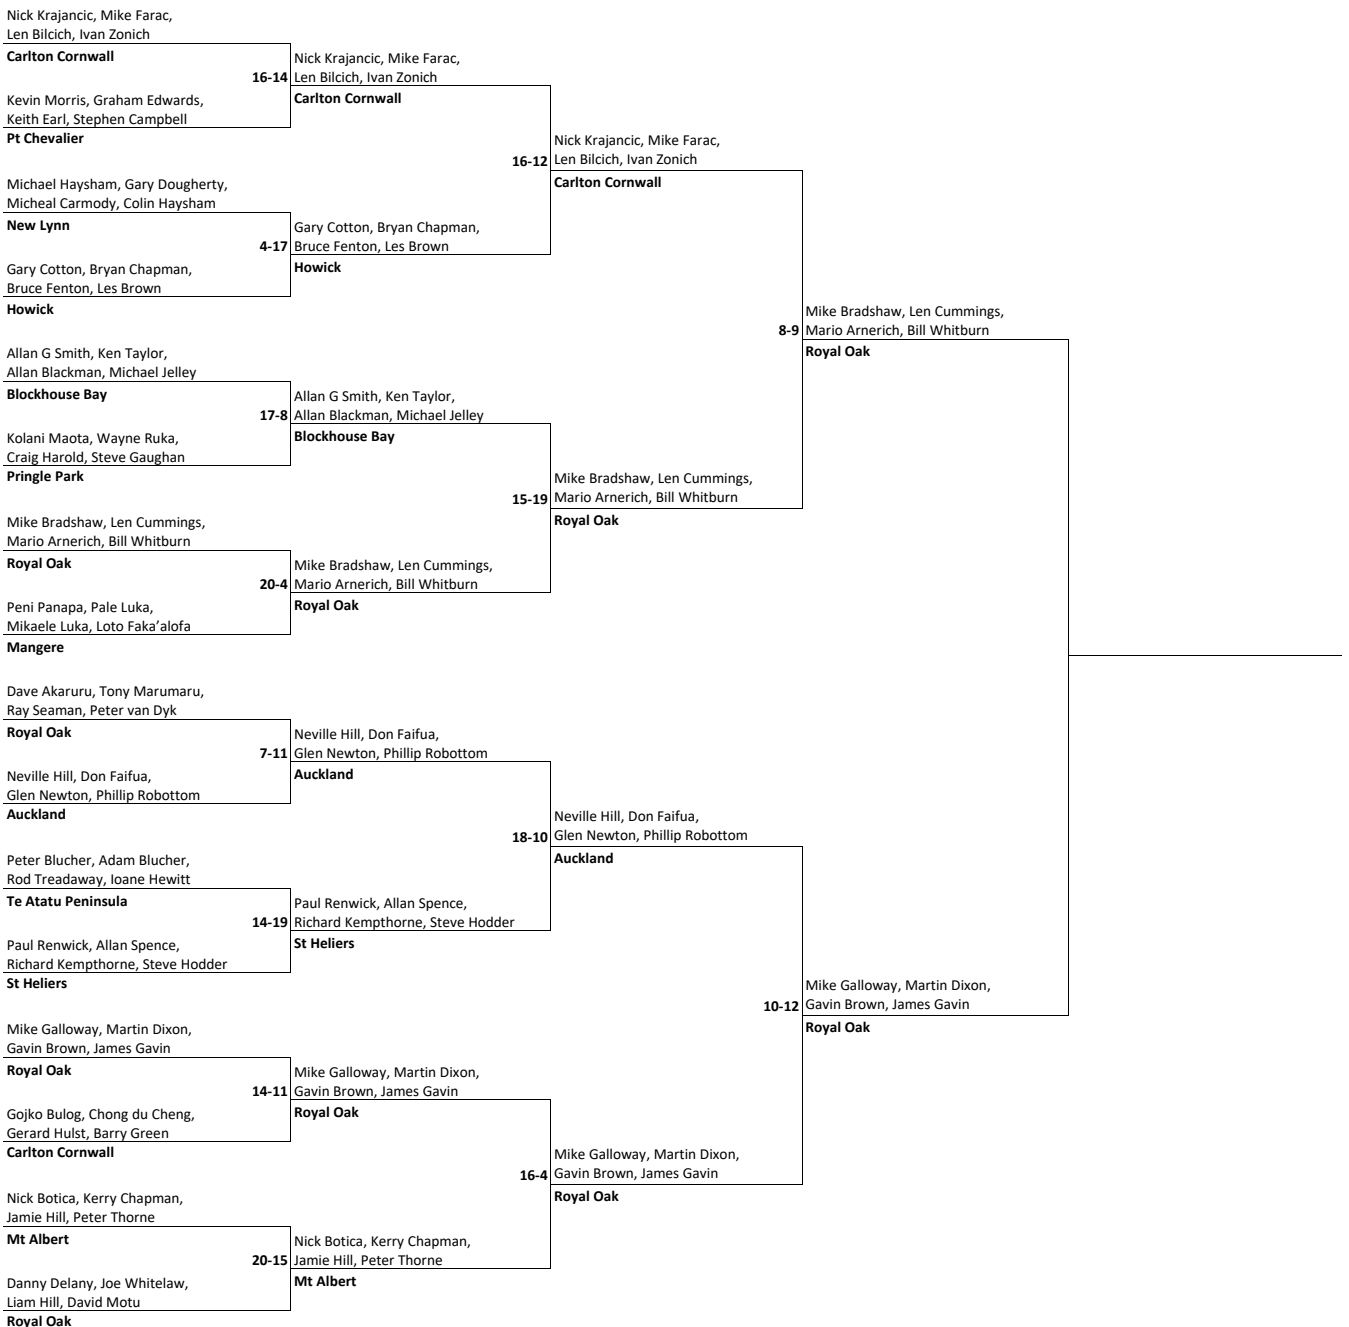 Nick Krajancic, Mike Farac,
Len Bilcich, Ivan Zonich
Carlton Cornwall
16-14
Kevin Morris, Graham Edwards,
Keith Earl, Stephen Campbell
Pt Chevalier
Michael Haysham, Gary Dougherty,
Micheal Carmody, Colin Haysham
New Lynn
4-17
Gary Cotton, Bryan Chapman,
Bruce Fenton, Les Brown
Howick
Allan G Smith, Ken Taylor,
Allan Blackman, Michael Jelley
Blockhouse Bay
17-8
Kolani Maota, Wayne Ruka,
Craig Harold, Steve Gaughan
Pringle Park
Mike Bradshaw, Len Cummings,
Mario Arnerich, Bill Whitburn
Royal Oak
20-4
Peni Panapa, Pale Luka,
Mikaele Luka, Loto Faka’alofa
Mangere
Dave Akaruru, Tony Marumaru,
Ray Seaman, Peter van Dyk
Royal Oak
7-11
Neville Hill, Don Faifua,
Glen Newton, Phillip Robottom
Auckland
Peter Blucher, Adam Blucher,
Rod Treadaway, Ioane Hewitt
Te Atatu Peninsula
14-19
Paul Renwick, Allan Spence,
Richard Kempthorne, Steve Hodder
St Heliers
Mike Galloway, Martin Dixon,
Gavin Brown, James Gavin
Royal Oak
14-11
Gojko Bulog, Chong du Cheng,
Gerard Hulst, Barry Green
Carlton Cornwall
Nick Botica, Kerry Chapman,
Jamie Hill, Peter Thorne
Mt Albert
20-15
Danny Delany, Joe Whitelaw,
Liam Hill, David Motu
Royal Oak
Nick Krajancic, Mike Farac,
Len Bilcich, Ivan Zonich
Carlton Cornwall
16-12
Gary Cotton, Bryan Chapman,
Bruce Fenton, Les Brown
Howick
Allan G Smith, Ken Taylor,
Allan Blackman, Michael Jelley
Blockhouse Bay
15-19
Mike Bradshaw, Len Cummings,
Mario Arnerich, Bill Whitburn
Royal Oak
Neville Hill, Don Faifua,
Glen Newton, Phillip Robottom
Auckland
18-10
Paul Renwick, Allan Spence,
Richard Kempthorne, Steve Hodder
St Heliers
Mike Galloway, Martin Dixon,
Gavin Brown, James Gavin
Royal Oak
16-4
Nick Botica, Kerry Chapman,
Jamie Hill, Peter Thorne
Mt Albert
Nick Krajancic, Mike Farac,
Len Bilcich, Ivan Zonich
Carlton Cornwall
8-9
Mike Bradshaw, Len Cummings,
Mario Arnerich, Bill Whitburn
Royal Oak
Neville Hill, Don Faifua,
Glen Newton, Phillip Robottom
Auckland
10-12
Mike Galloway, Martin Dixon,
Gavin Brown, James Gavin
Royal Oak
Mike Bradshaw, Len Cummings,
Mario Arnerich, Bill Whitburn
Royal Oak
Mike Galloway, Martin Dixon,
Gavin Brown, James Gavin
Royal Oak